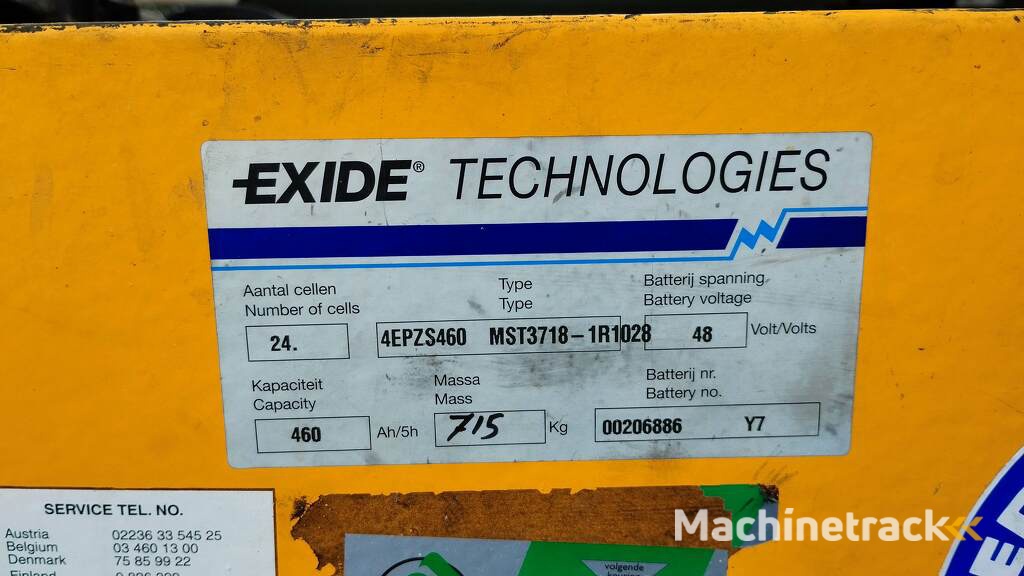 EXIDE® TECHNOLOGIES
Aantal cellen
Number of cells
24.
Type
Type
4EPZS460 MST3718-1R1028
Batterij spanning
Battery voltage
48 Volt/Volts
Kapaciteit
Capacity
460 Ah/5h
Massa
Mass
715 Kg
Batterij nr.
Battery no.
00206886 Y7
SERVICE TEL. NO.
Austria 02236 33 545 25
Belgium 03 460 13 00
Denmark 75 85 99 22
Finland
volgende
Machinetrack